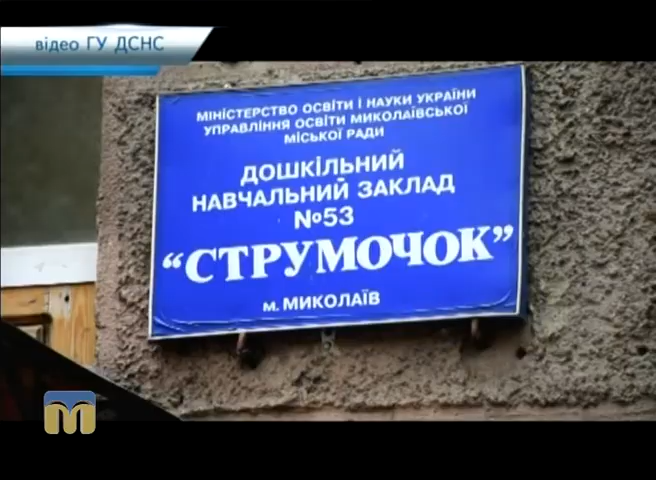 відео ГУ ДСНС
МІНІСТЕРСТВО ОСВІТИ І НАУКИ УКРАЇНИ
УПРАВЛІННЯ ОСВІТИ МИКОЛАЇВСЬКОЇ
МІСЬКОЇ РАДИ
ДОШКІЛЬНИЙ
НАВЧАЛЬНИЙ ЗАКЛАД
№53
“СТРУМОЧОК”
м. МИКОЛАЇВ
М